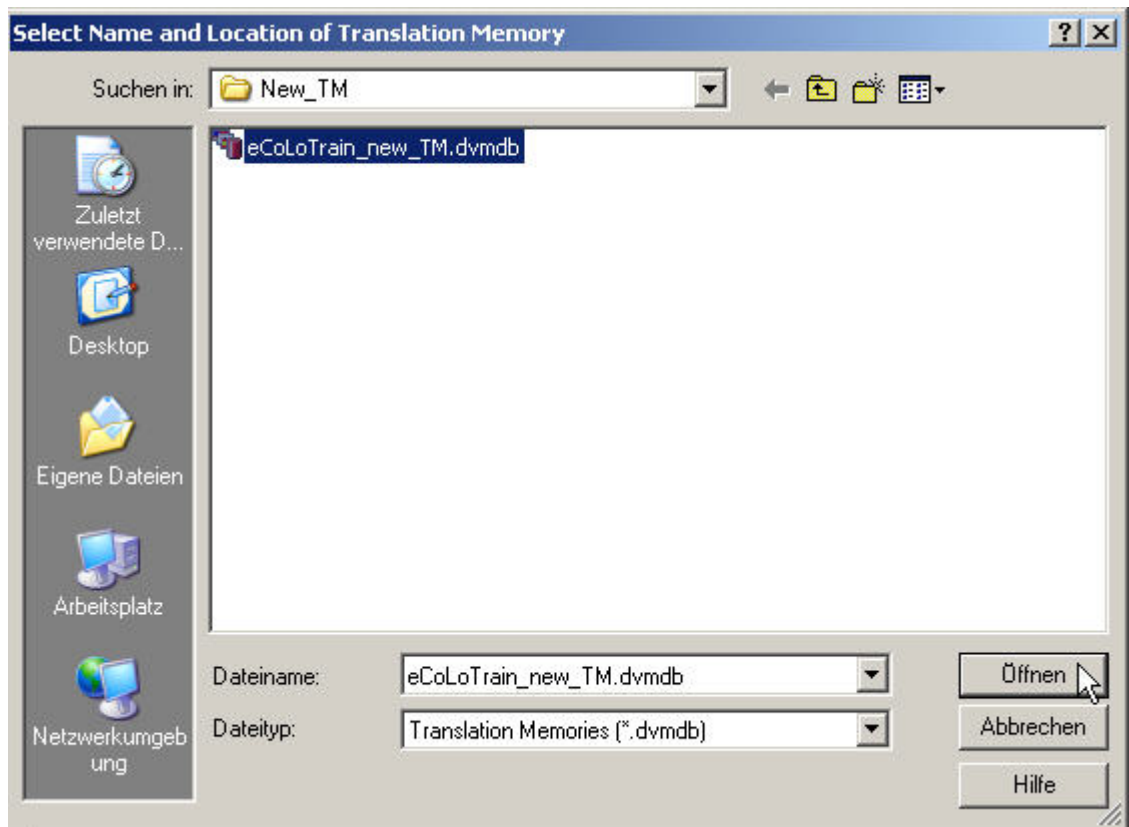 Select Name and Location of Translation Memory
Suchen in:
New_TM
eCoLoTrain_new_TM.dvmdb
Zuletzt
verwendete D...
Desktop
Eigene Dateien
Arbeitsplatz
Netzwerkumgeb
ung
Dateiname:
eCoLoTrain_new_TM.dvmdb
Öffnen
Dateityp:
Translation Memories (*.dvmdb)
Abbrechen
Hilfe